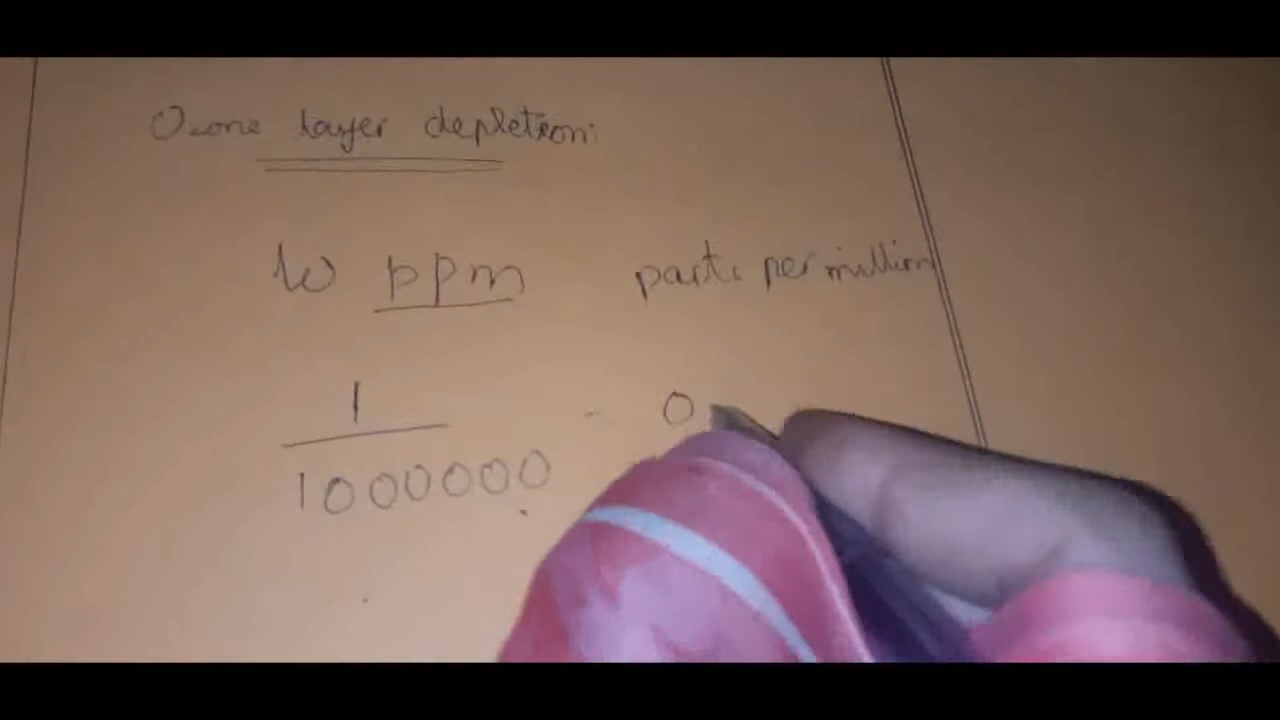 Ozone layer depletion:
10 ppm parts per million
1
1000000
0